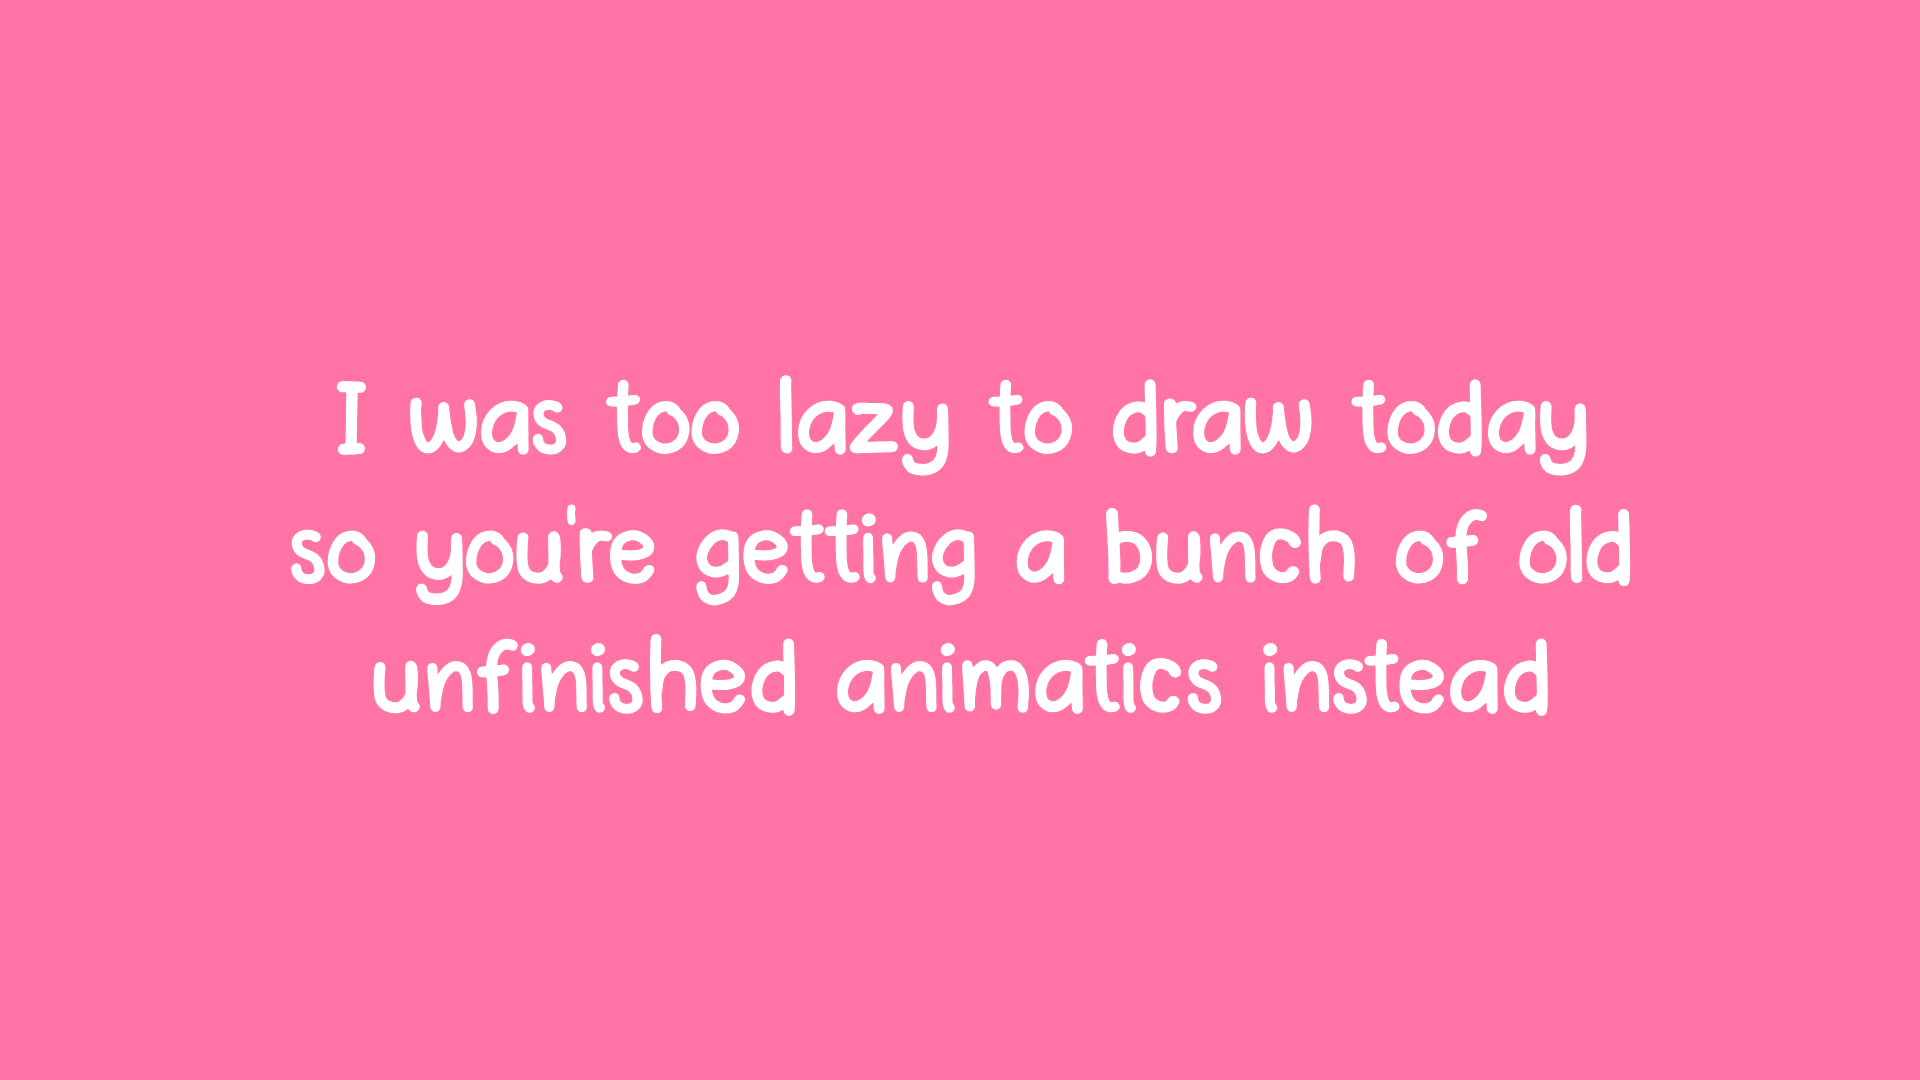 I was too lazy to draw today
so you're getting a bunch of old
unfinished animatics instead